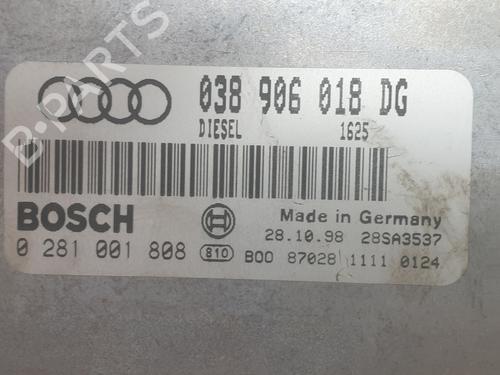 B-PARTS
038 906 018 DG
DIESEL 1625
BOSCH
Made in Germany
28.10.98 28SA3537
0 281 001 808 810 B00 87028 1111 0124